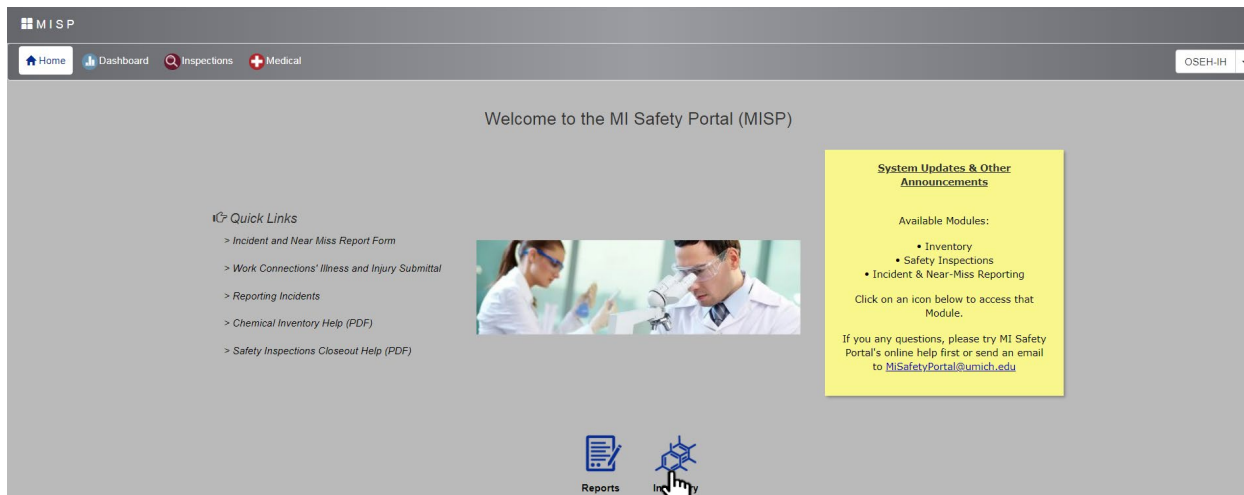 MISP
Home Dashboard Inspections Medical OSEH-IH
Welcome to the MI Safety Portal (MISP)
Quick Links
> Incident and Near Miss Report Form
> Work Connections' Illness and Injury Submittal
> Reporting Incidents
> Chemical Inventory Help (PDF)
> Safety Inspections Closeout Help (PDF)
System Updates & Other
Announcements
Available Modules:
• Inventory
• Safety Inspections
• Incident & Near-Miss Reporting
Click on an icon below to access that
Module.
If you any questions, please try MI Safety
Portal's online help first or send an email
to MiSafetyPortal@umich.edu
Reports